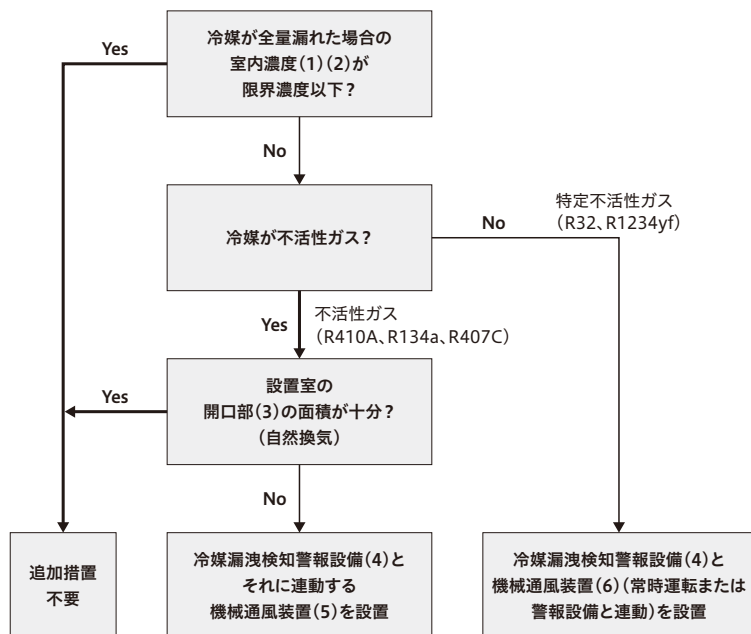 冷媒が全量漏れた場合の
室内濃度(1)(2)が
限界濃度以下?
Yes
No
冷媒が不活性ガス?
No
特定不活性ガス
(R32、R1234yf)
Yes
不活性ガス
(R410A、R134a、R407C)
設置室の
開口部(3)の面積が十分?
(自然換気)
Yes
No
追加措置
不要
冷媒漏洩検知警報設備(4)と
それに連動する
機械通風装置(5)を設置
冷媒漏洩検知警報設備(4)と
機械通風装置(6)(常時運転または
警報設備と連動)を設置